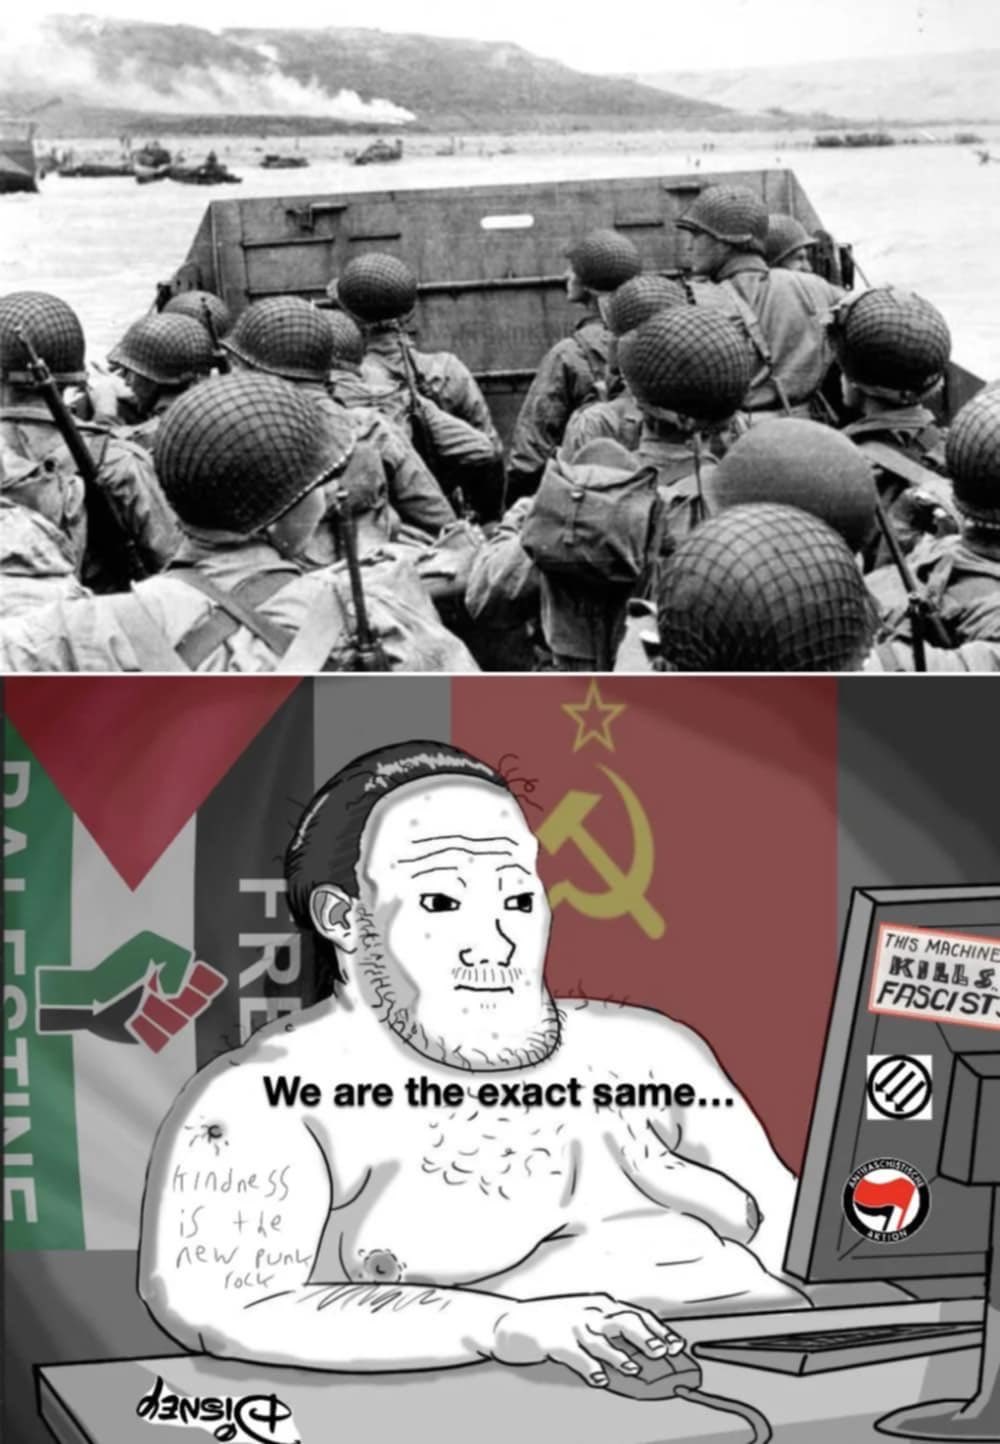 PALESTINE
FREE
We are the exact same...
THIS MACHINE
KILLS
FASCISTS
ANTIFASCHISTISCHE
AKTION
kindness
is the
new punk
rock
DISNEY